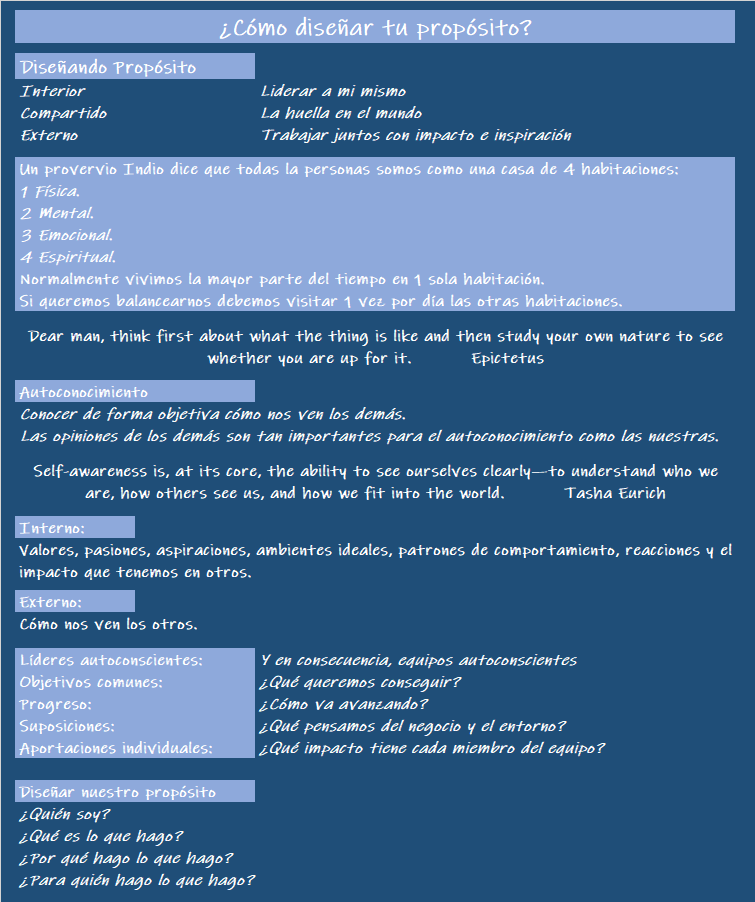 ¿Cómo diseñar tu propósito?
Diseñando Propósito
Interior Liderar a mi mismo
Compartido La huella en el mundo
Externo Trabajar juntos con impacto e inspiración
Un provervio Indio dice que todas la personas somos como una casa de 4 habitaciones:
1 Física.
2 Mental.
3 Emocional.
4 Espiritual.
Normalmente vivimos la mayor parte del tiempo en 1 sola habitación.
Si queremos balancearnos debemos visitar 1 vez por día las otras habitaciones.
Dear man, think first about what the thing is like and then study your own nature to see
whether you are up for it. Epictetus
Autoconocimiento
Conocer de forma objetiva cómo nos ven los demás.
Las opiniones de los demás son tan importantes para el autoconocimiento como las nuestras.
Self-awareness is, at its core, the ability to see ourselves clearly—to understand who we
are, how others see us, and how we fit into the world. Tasha Eurich
Interno:
Valores, pasiones, aspiraciones, ambientes ideales, patrones de comportamiento, reacciones y el
impacto que tenemos en otros.
Externo:
Cómo nos ven los otros.
Líderes autoconscientes: Y en consecuencia, equipos autoconscientes
Objetivos comunes: ¿Qué queremos conseguir?
Progreso: ¿Cómo va avanzando?
Suposiciones: ¿Qué pensamos del negocio y el entorno?
Aportaciones individuales: ¿Qué impacto tiene cada miembro del equipo?
Diseñar nuestro propósito
¿Quién soy?
¿Qué es lo que hago?
¿Por qué hago lo que hago?
¿Para quién hago lo que hago?